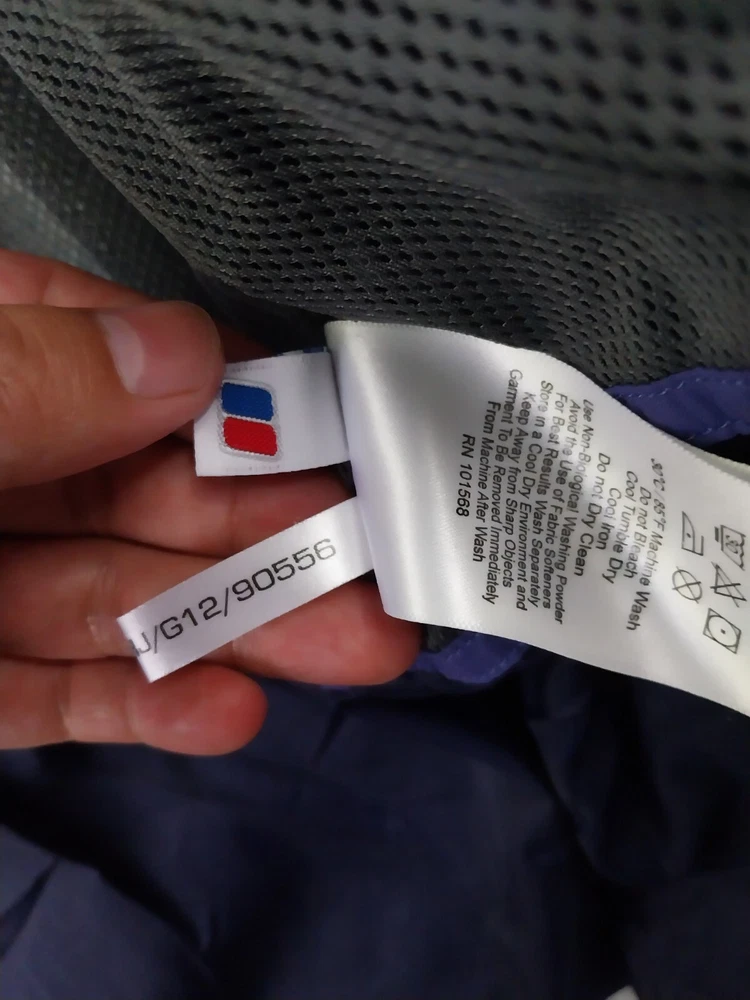 30°C / 85°F Machine Wash
Do not Bleach
Cool Tumble Dry
Cool Iron
Do not Dry Clean
Use Non-Biological Washing Powder
Avoid the Use of Fabric Softeners
For Best Results Wash Separately
Store in a Cool Dry Environment and
Keep Away from Sharp Objects
Garment To Be Removed Immediately
From Machine After Wash
RN 101568
J/G12/90556